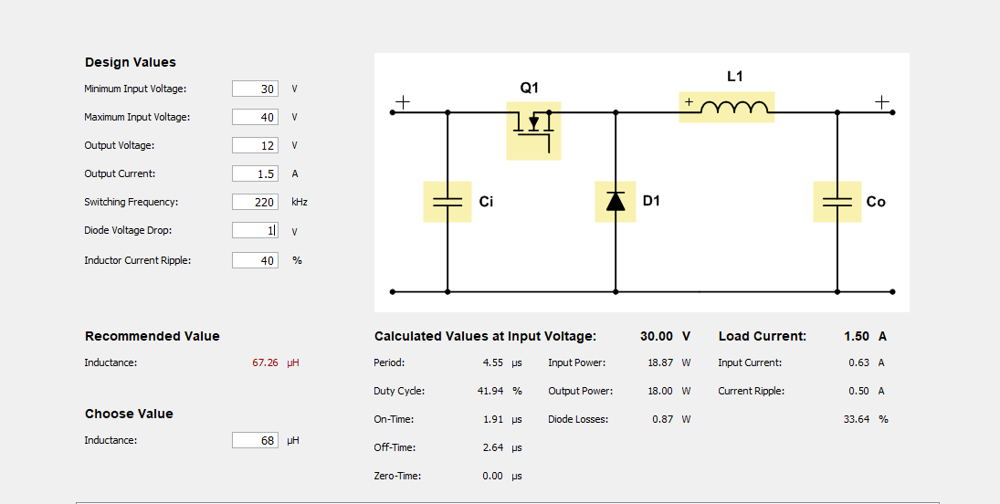 Design Values
Minimum Input Voltage: 30 V
Maximum Input Voltage: 40 V
Output Voltage: 12 V
Output Current: 1.5 A
Switching Frequency: 220 kHz
Diode Voltage Drop: 1 V
Inductor Current Ripple: 40 %
+ Q1 L1 + +
Ci D1 Co
Recommended Value
Inductance: 67.26 µH
Choose Value
Inductance: 68 µH
Calculated Values at Input Voltage: 30.00 V Load Current: 1.50 A
Period: 4.55 µs Input Power: 18.87 W Input Current: 0.63 A
Duty Cycle: 41.94 % Output Power: 18.00 W Current Ripple: 0.50 A
On-Time: 1.91 µs Diode Losses: 0.87 W 33.64 %
Off-Time: 2.64 µs
Zero-Time: 0.00 µs